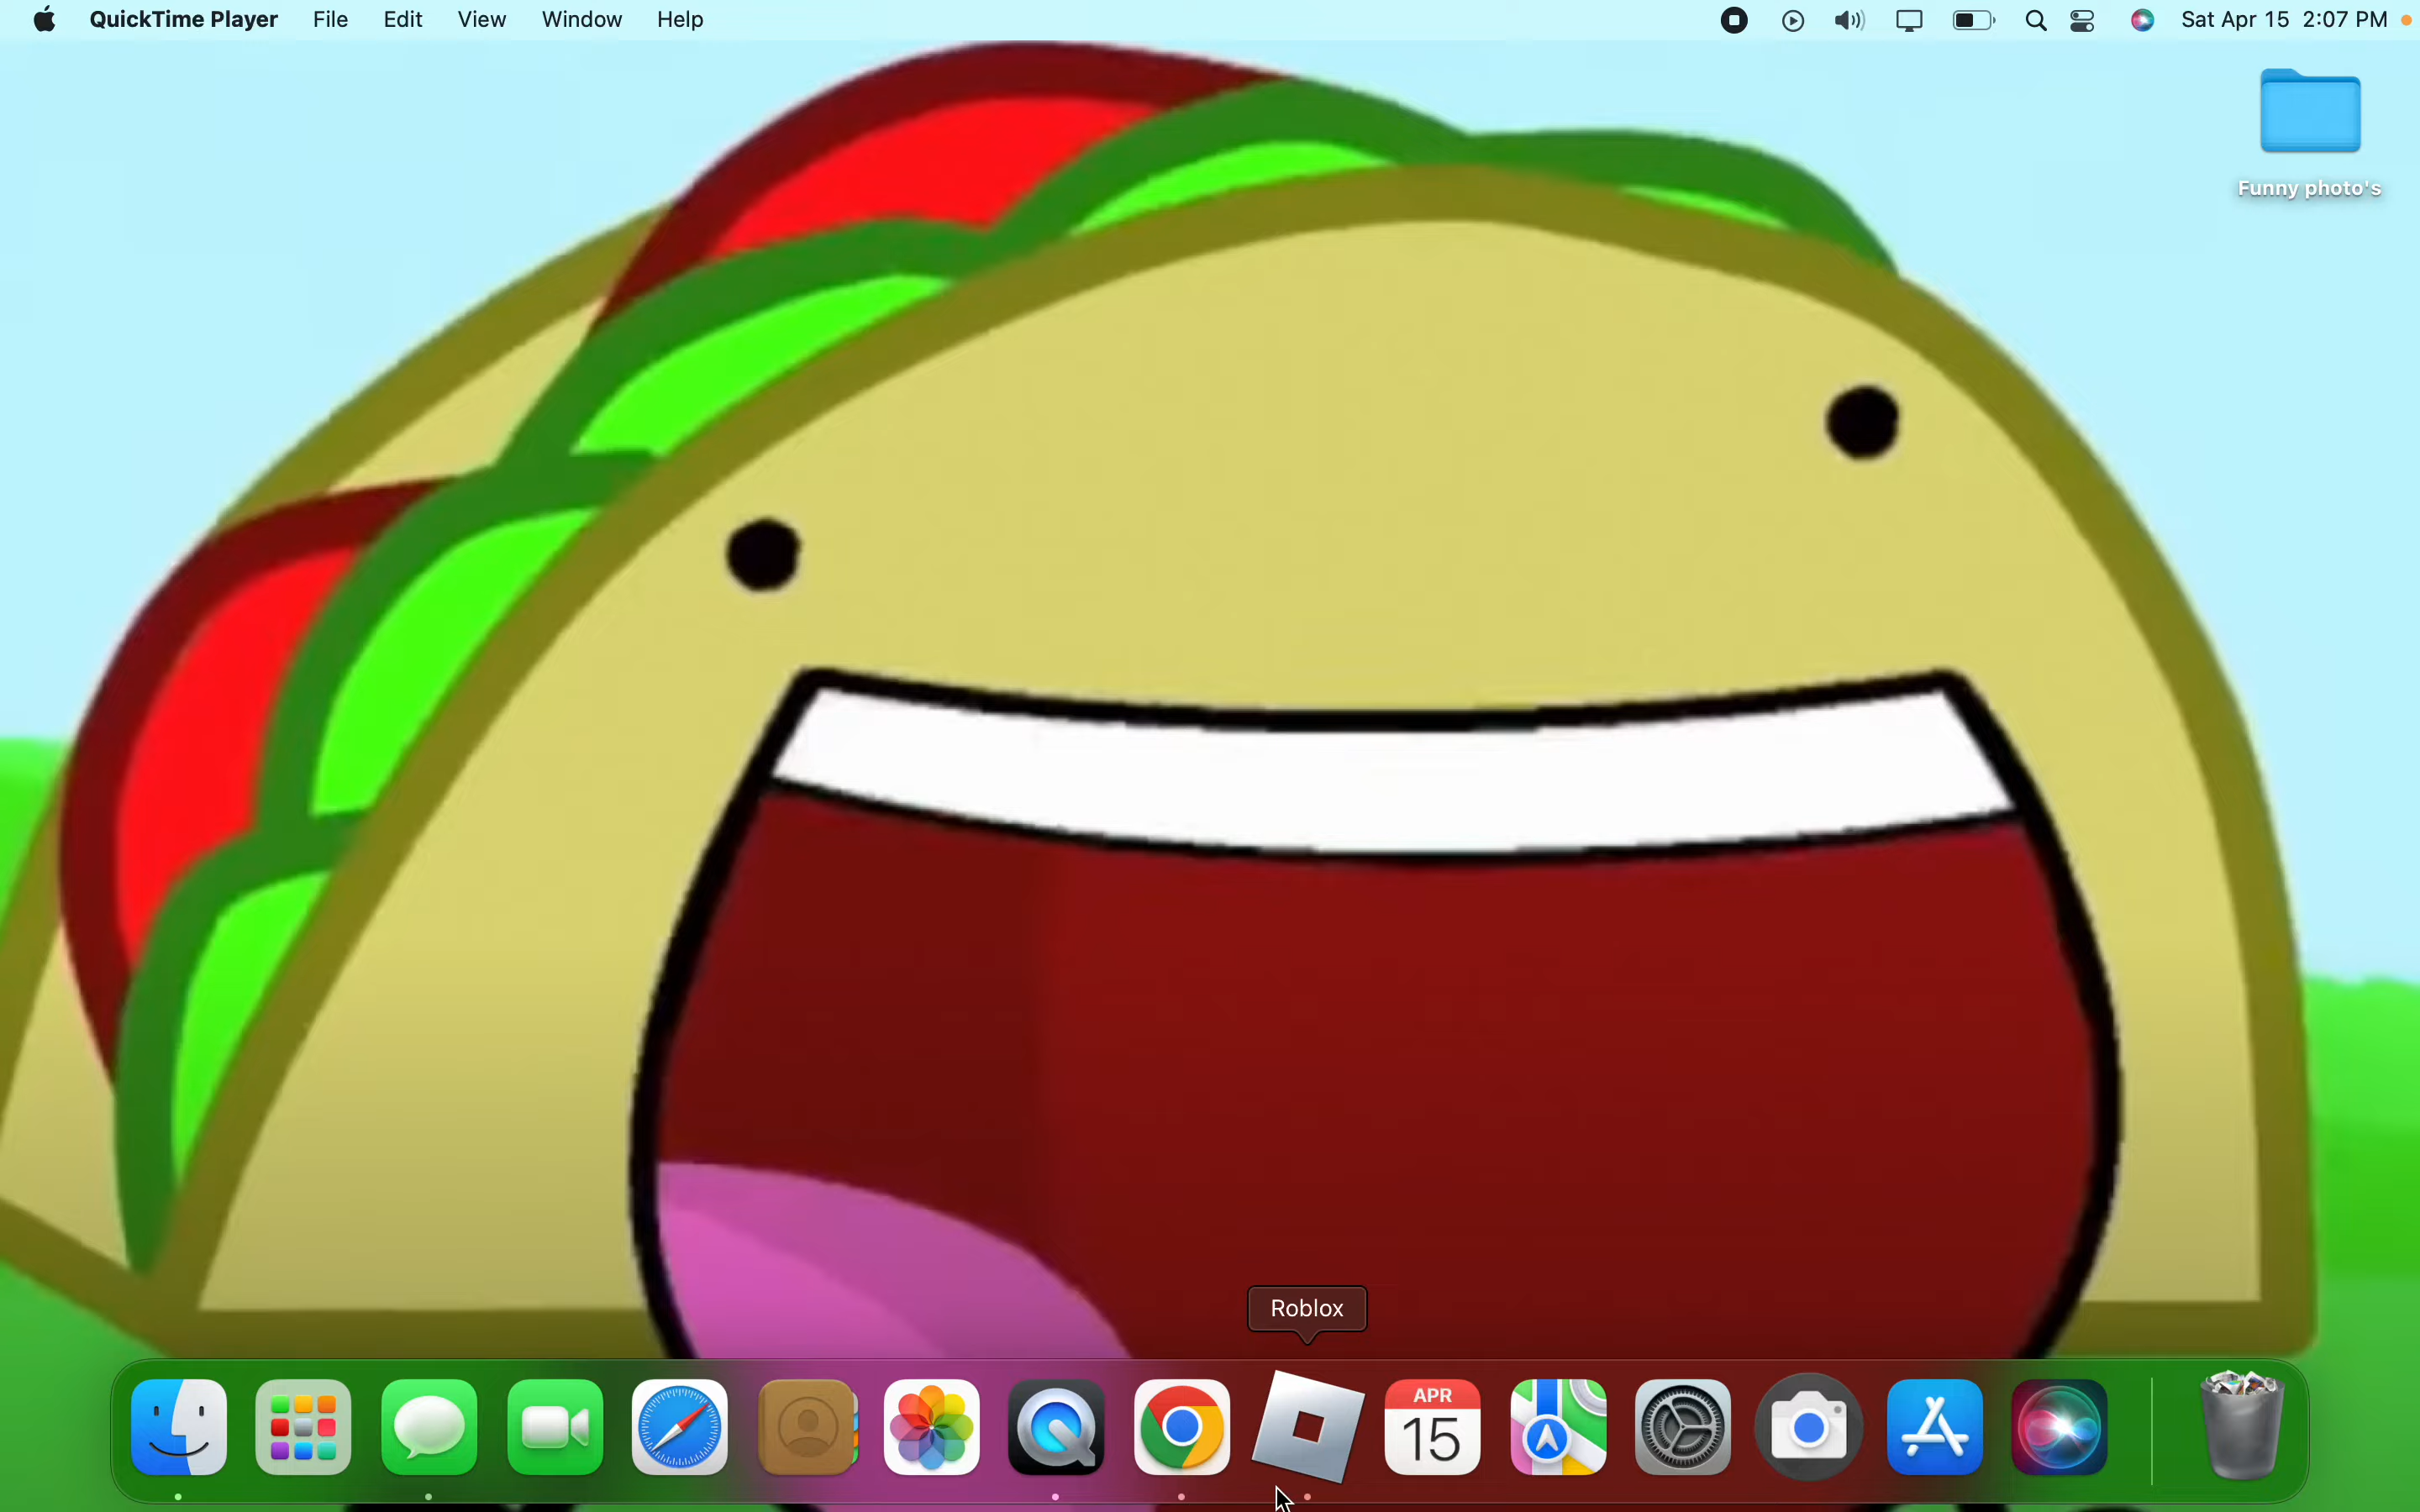 QuickTime Player File Edit View Window Help Sat Apr 15 2:07 PM
Funny photo's
Roblox
APR
15